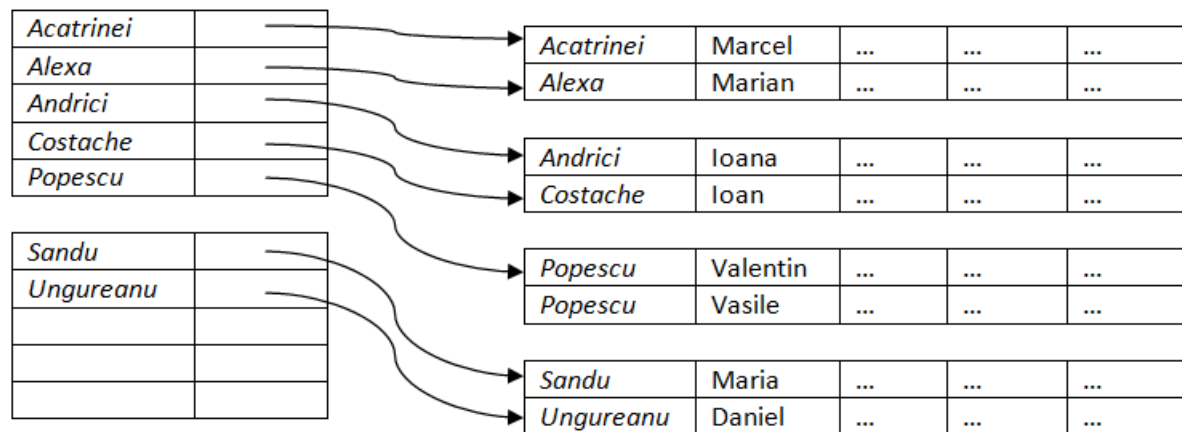 Acatrinei
Alexa
Andrici
Costache
Popescu
Sandu
Ungureanu
Acatrinei Marcel ... ... ...
Alexa Marian ... ... ...
Andrici Ioana ... ... ...
Costache Ioan ... ... ...
Popescu Valentin ... ... ...
Popescu Vasile ... ... ...
Sandu Maria ... ... ...
Ungureanu Daniel ... ... ...